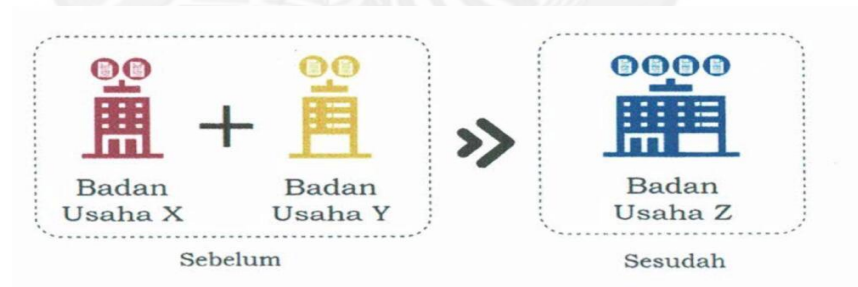 Badan
Usaha X
+
Badan
Usaha Y
Badan
Usaha Z
Sebelum
Sesudah